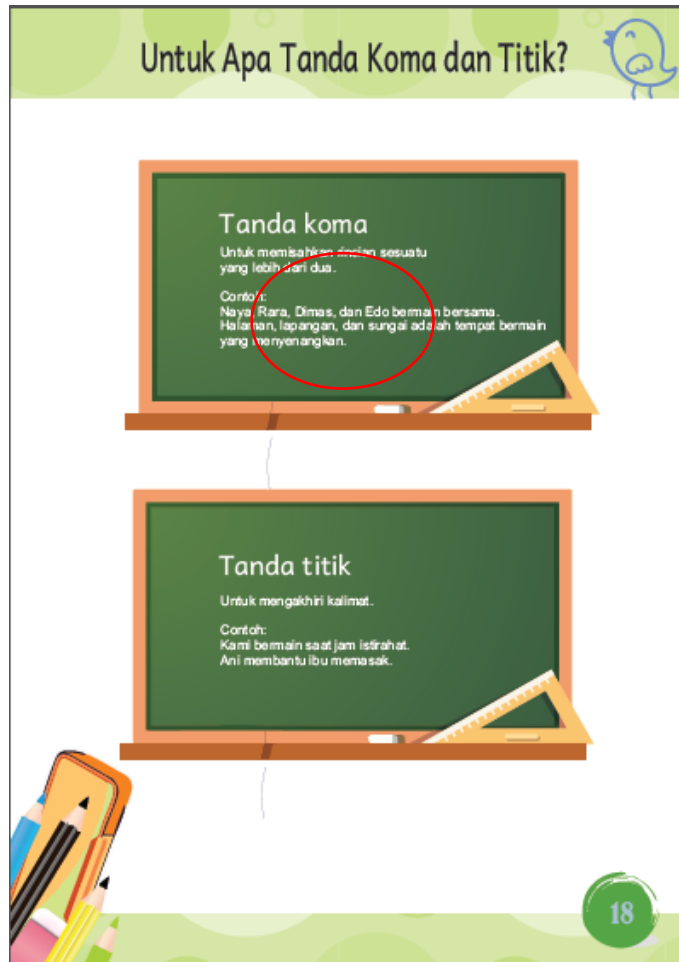 Untuk Apa Tanda Koma dan Titik?
Tanda koma
Untuk memisahkan rincian sesuatu
yang lebih dari dua.
Contoh:
Naya, Rara, Dimas, dan Edo bermain bersama.
Halaman, lapangan, dan sungai adalah tempat bermain
yang menyenangkan.
Tanda titik
Untuk mengakhiri kalimat.
Contoh:
Kami bermain saat jam istirahat.
Ani membantu ibu memasak.
18